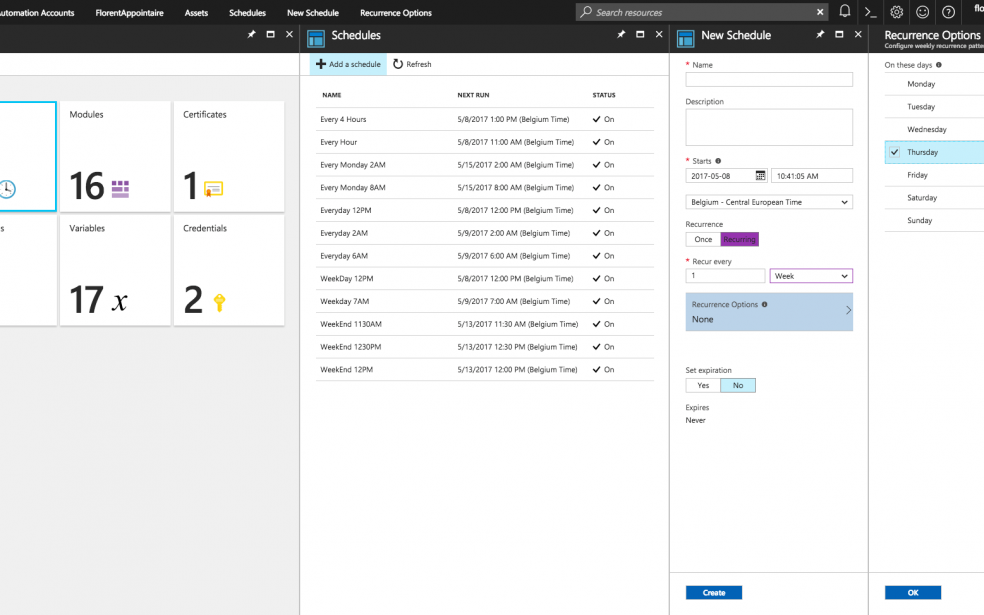 Automation Accounts FlorentAppointaire Assets Schedules New Schedule Recurrence Options
Search resources
flo
Modules
16
Certificates
1
s
Variables
17 x
Credentials
2
Schedules
Add a schedule Refresh
NAME NEXT RUN STATUS
Every 4 Hours 5/8/2017 1:00 PM (Belgium Time) On
Every Hour 5/8/2017 11:00 AM (Belgium Time) On
Every Monday 2AM 5/15/2017 2:00 AM (Belgium Time) On
Every Monday 8AM 5/15/2017 8:00 AM (Belgium Time) On
Everyday 12PM 5/8/2017 12:00 PM (Belgium Time) On
Everyday 2AM 5/9/2017 2:00 AM (Belgium Time) On
Everyday 6AM 5/9/2017 6:00 AM (Belgium Time) On
WeekDay 12PM 5/8/2017 12:00 PM (Belgium Time) On
Weekday 7AM 5/9/2017 7:00 AM (Belgium Time) On
WeekEnd 1130AM 5/13/2017 11:30 AM (Belgium Time) On
WeekEnd 1230PM 5/13/2017 12:30 PM (Belgium Time) On
WeekEnd 12PM 5/13/2017 12:00 PM (Belgium Time) On
New Schedule
* Name
Description
* Starts
2017-05-08 10:41:05 AM
Belgium - Central European Time
Recurrence
Once Recurring
* Recur every
1 Week
Recurrence Options
None
Set expiration
Yes No
Expires
Never
Create
Recurrence Options
Configure weekly recurrence patte
On these days
Monday
Tuesday
Wednesday
Thursday
Friday
Saturday
Sunday
OK